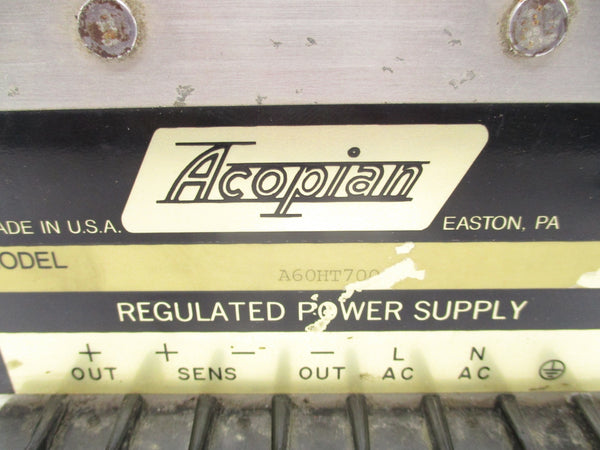 Acopian
ADE IN U.S.A. EASTON, PA
ODEL A60HT700
REGULATED POWER SUPPLY
+ + − − L N
OUT SENS OUT AC AC